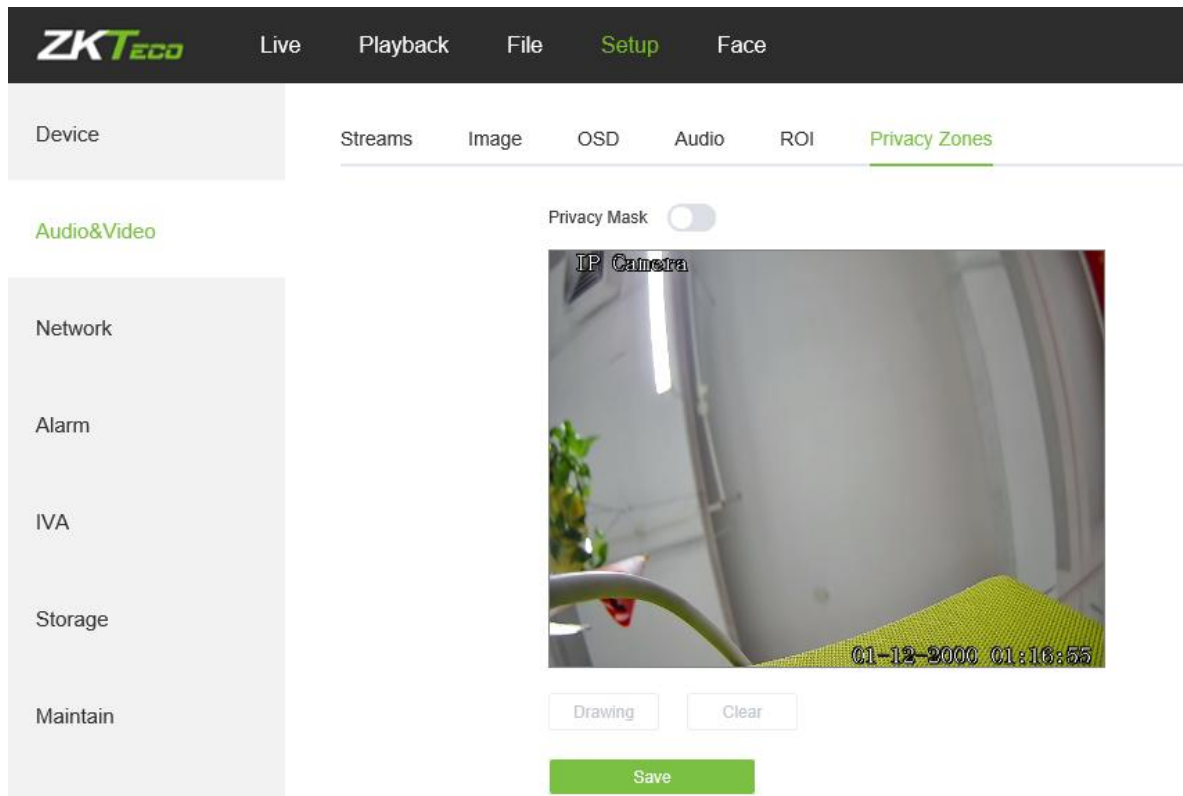 ZKTECO Live Playback File Setup Face
Device
Streams Image OSD Audio ROI Privacy Zones
Audio&Video
Privacy Mask
IP Camera
Network
Alarm
IVA
Storage
01-12-2000 01:16:55
Maintain
Drawing Clear
Save